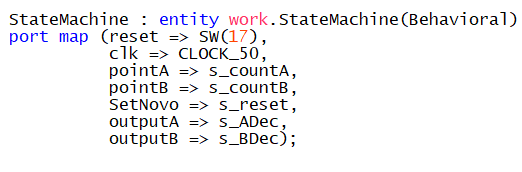 StateMachine : entity work.StateMachine(Behavioral)
port map (reset => SW(17),
clk => CLOCK_50,
pointA => s_countA,
pointB => s_countB,
SetNovo => s_reset,
outputA => s_ADec,
outputB => s_BDec);